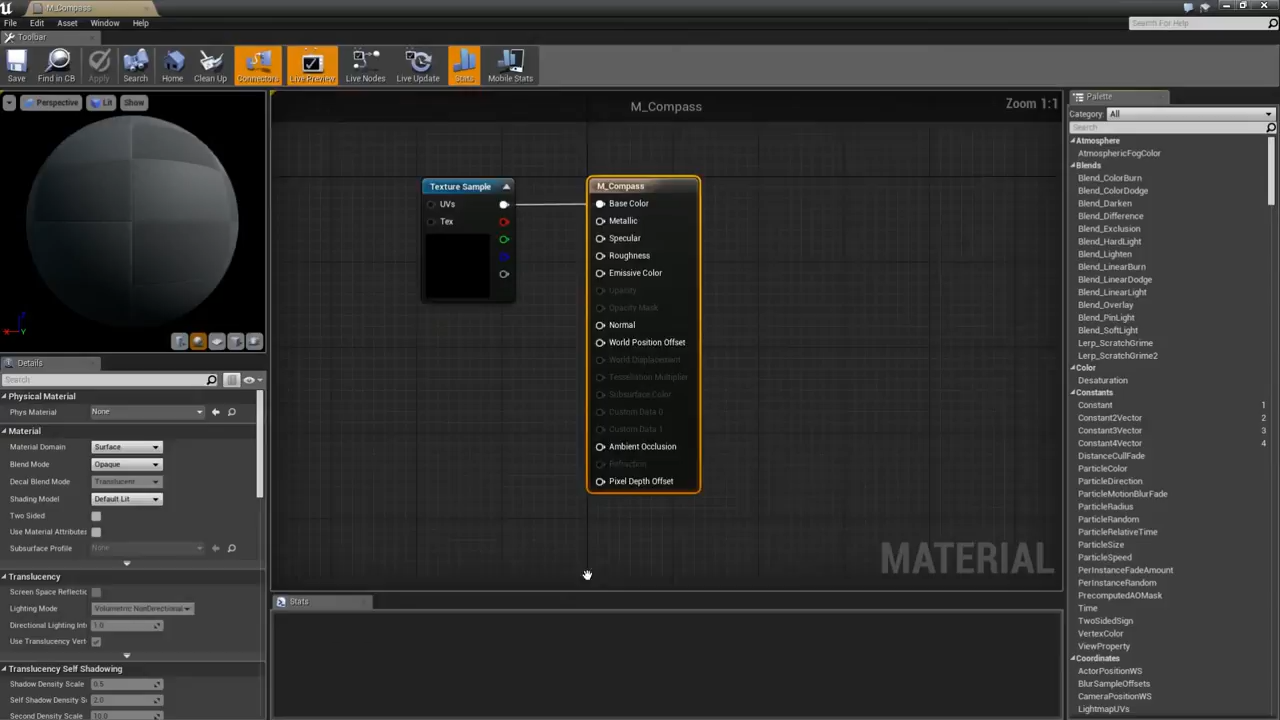 M_Compass
File Edit Asset Window Help
Search For Help
Toolbar
Save Find in CB Apply Search Home Clean Up Connectors Live Preview Live Nodes Live Update Stats Mobile Stats
Perspective Lit Show
M_Compass
Zoom 1:1
Texture Sample
UVs
Tex
M_Compass
Base Color
Metallic
Specular
Roughness
Emissive Color
Opacity
Opacity Mask
Normal
World Position Offset
World Displacement
Tessellation Multiplier
Subsurface Color
Custom Data 0
Custom Data 1
Ambient Occlusion
Refraction
Pixel Depth Offset
MATERIAL
Stats
Details
Search
Physical Material
Phys Material None
Material
Material Domain Surface
Blend Mode Opaque
Decal Blend Mode Translucent
Shading Model Default Lit
Two Sided
Use Material Attributes
Subsurface Profile None
Translucency
Screen Space Reflectic
Lighting Mode Volumetric NonDirectional
Directional Lighting Int 1.0
Use Translucency Vert
Translucency Self Shadowing
Shadow Density Scale 0.5
Self Shadow Density S 2.0
Second Density Scale 10.0
Palette
Category: All
Search
Atmosphere
AtmosphericFogColor
Blends
Blend_ColorBurn
Blend_ColorDodge
Blend_Darken
Blend_Difference
Blend_Exclusion
Blend_HardLight
Blend_Lighten
Blend_LinearBurn
Blend_LinearDodge
Blend_LinearLight
Blend_Overlay
Blend_PinLight
Blend_SoftLight
Lerp_ScratchGrime
Lerp_ScratchGrime2
Color
Desaturation
Constants
Constant 1
Constant2Vector 2
Constant3Vector 3
Constant4Vector 4
DistanceCullFade
ParticleColor
ParticleDirection
ParticleMotionBlurFade
ParticleRadius
ParticleRandom
ParticleRelativeTime
ParticleSize
ParticleSpeed
PerInstanceFadeAmount
PerInstanceRandom
PrecomputedAOMask
Time
TwoSidedSign
VertexColor
ViewProperty
Coordinates
ActorPositionWS
BlurSampleOffsets
CameraPositionWS
LightmapUVs